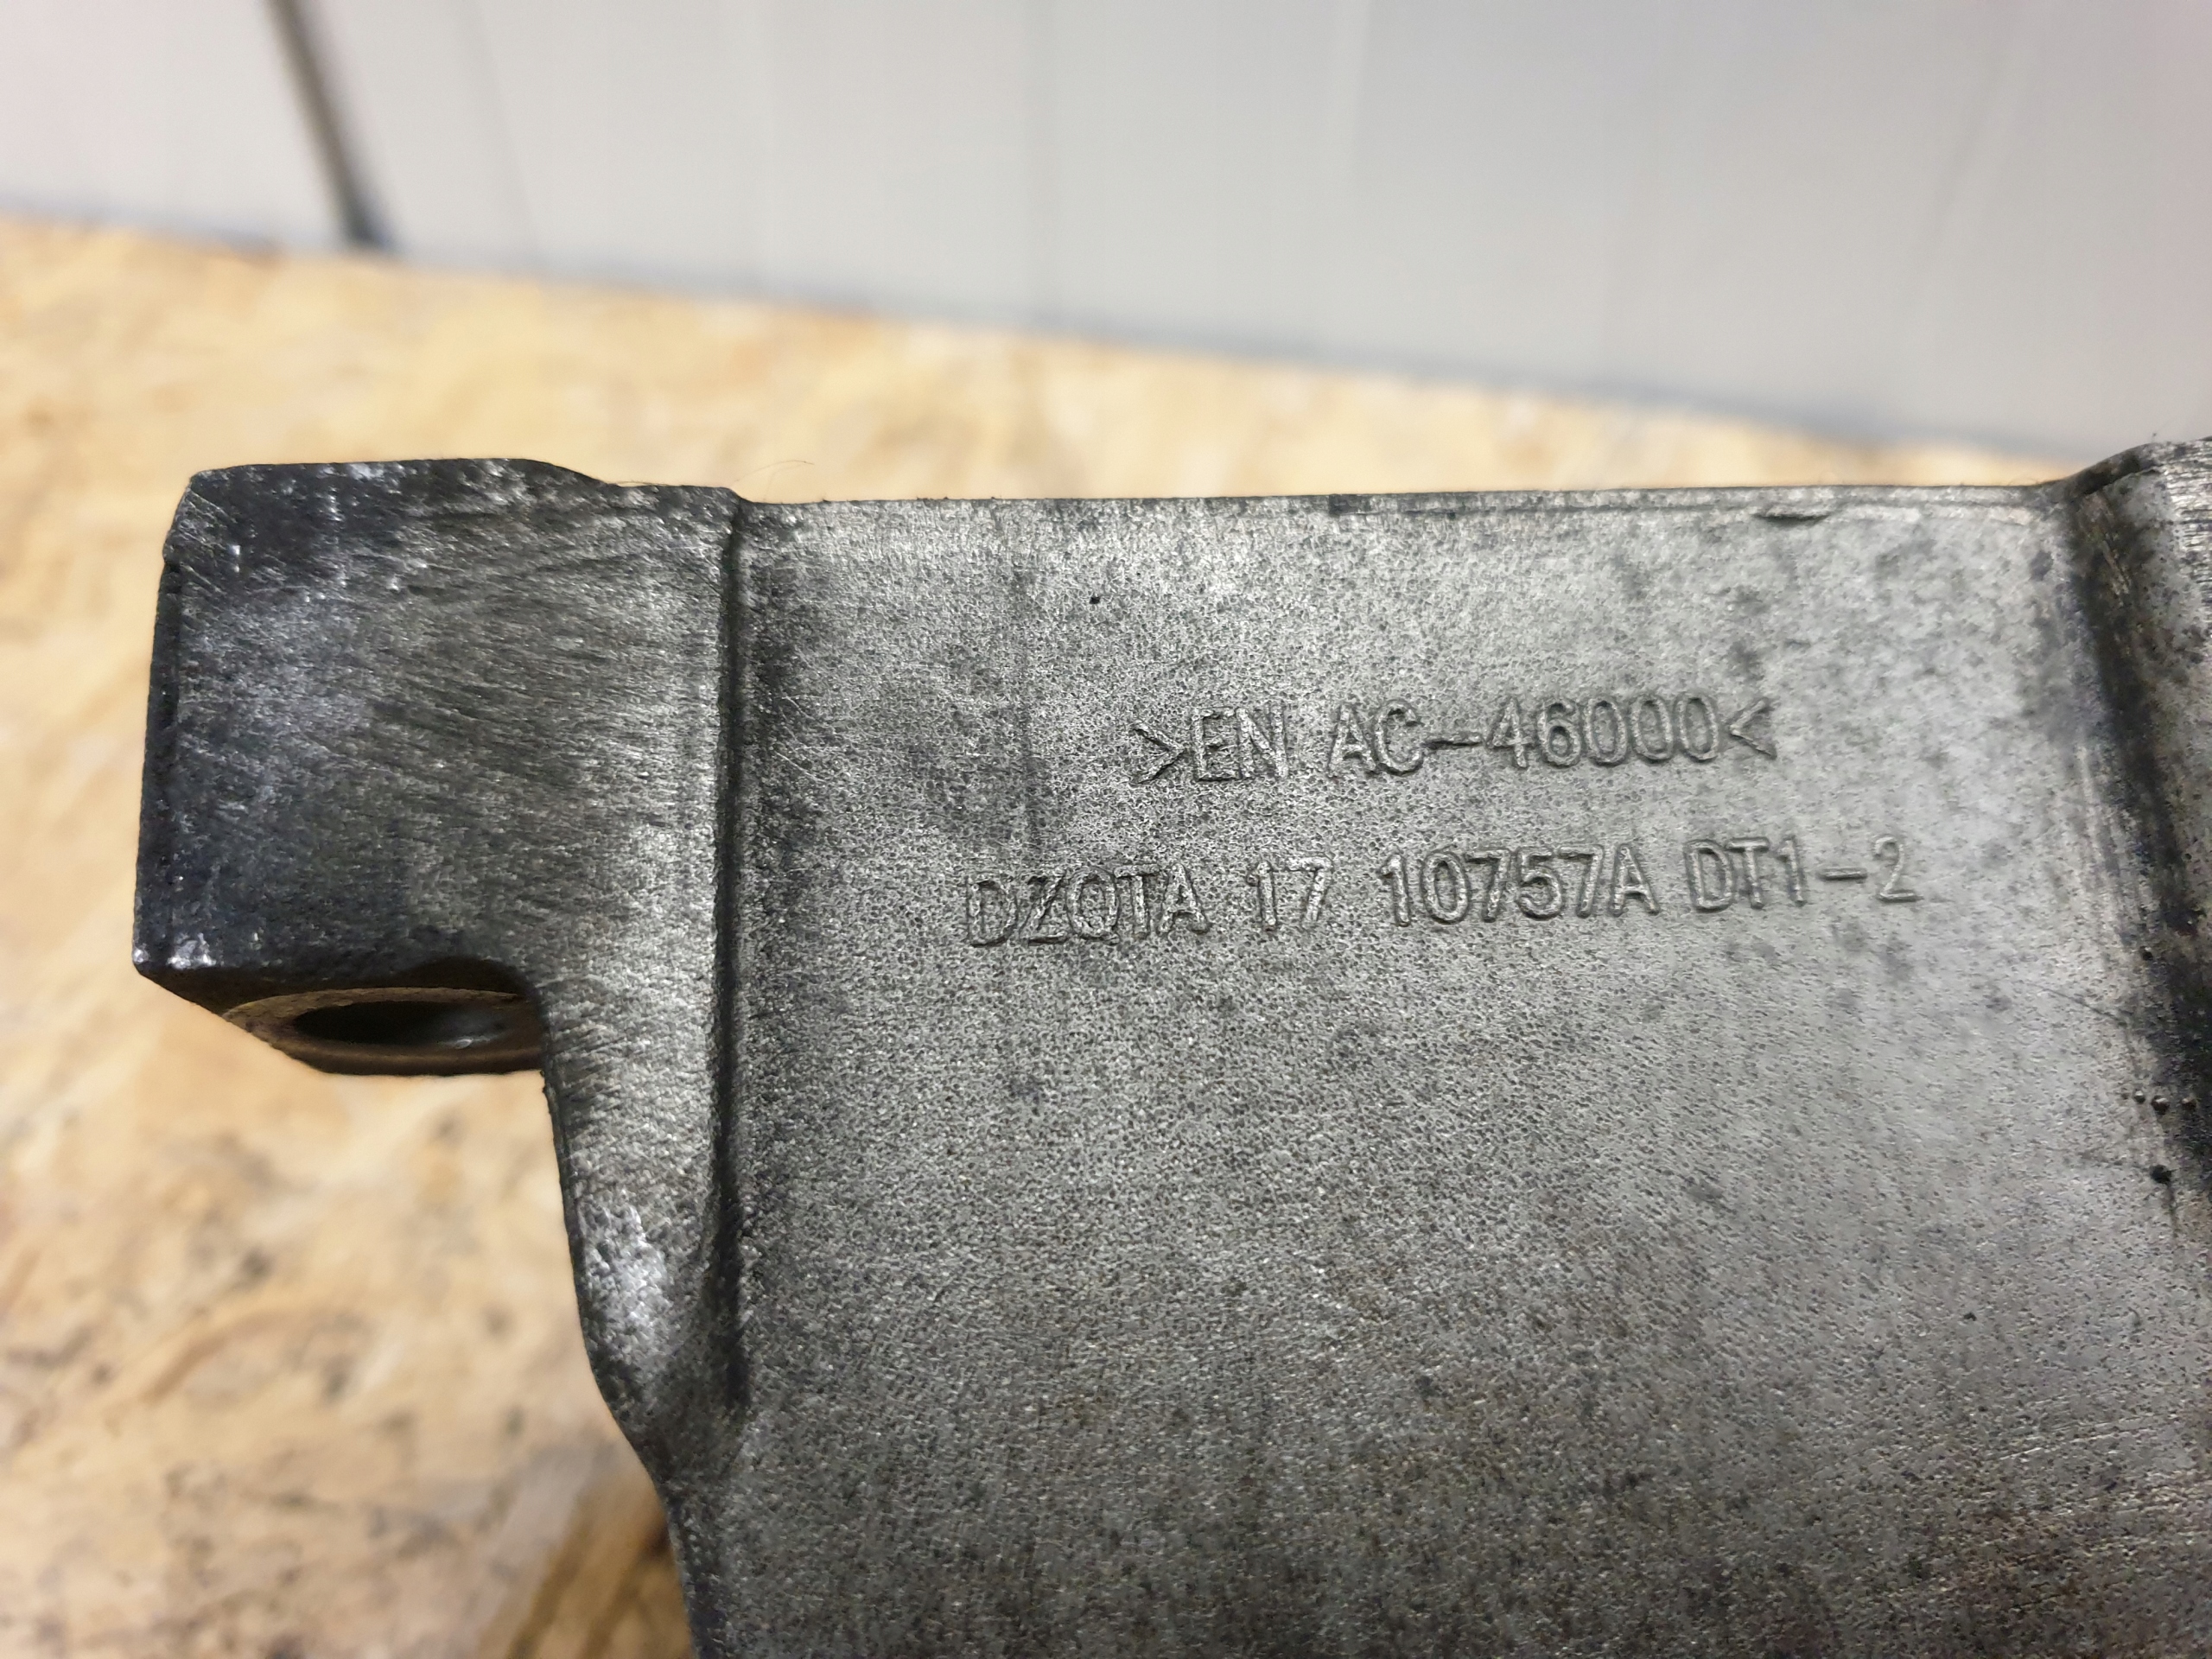 >EN AC-46000<
DZOTA 17 10757A DT1-2